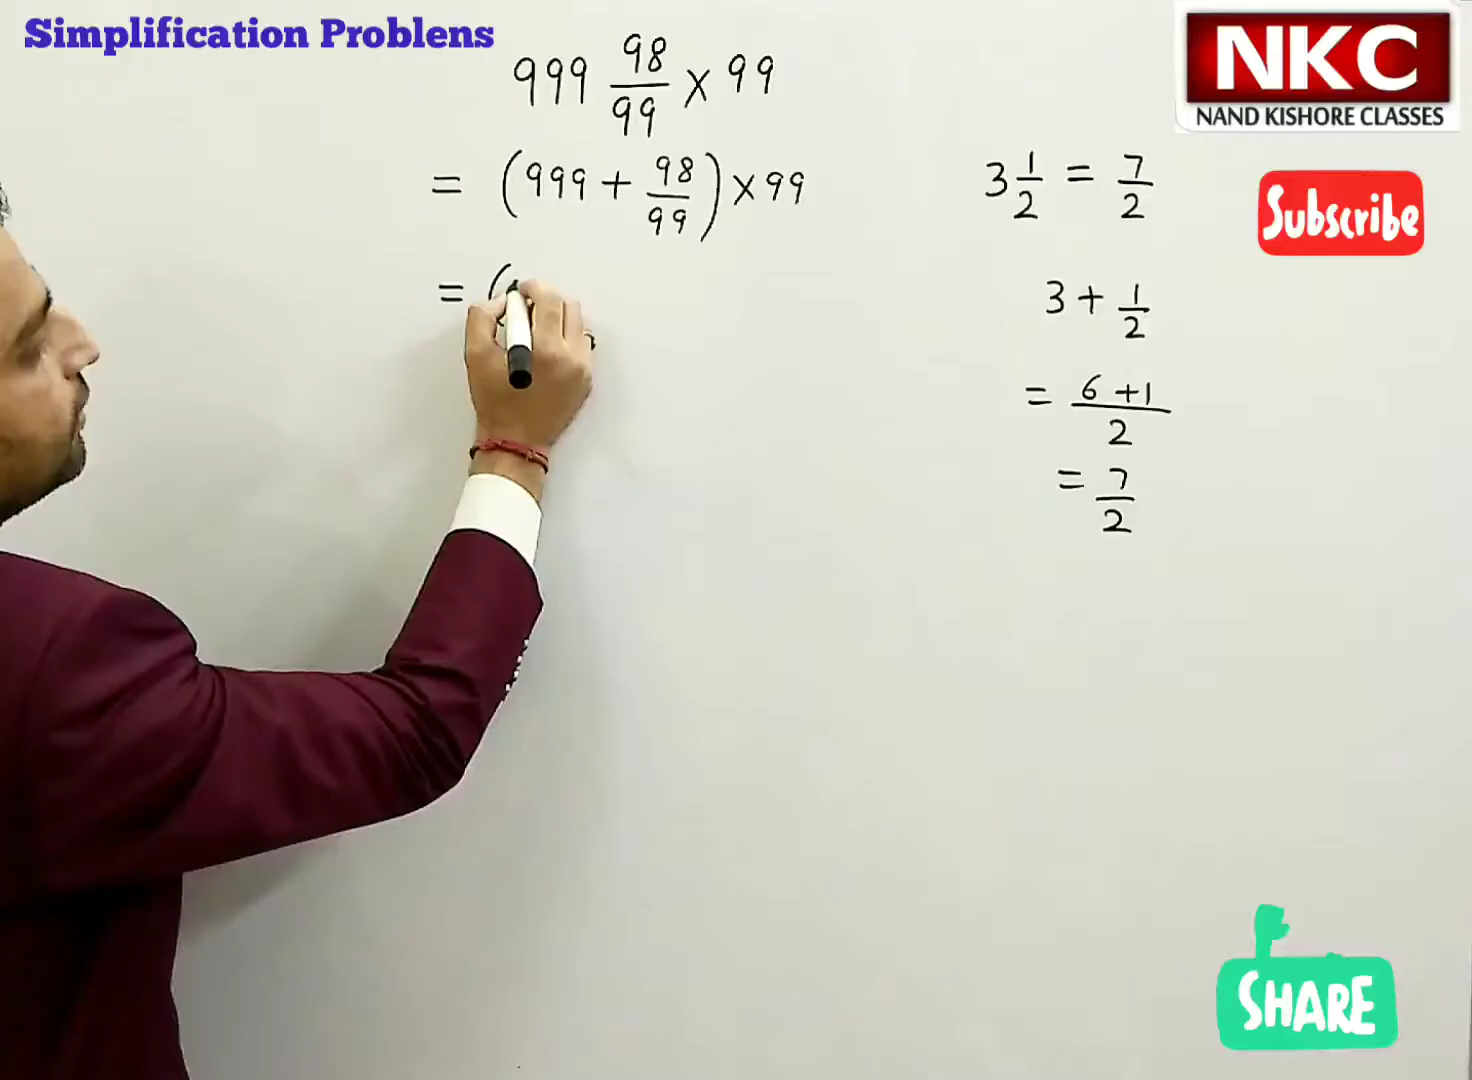 Simplification Problens
999 98/99 × 99
= (999 + 98/99) × 99
= (
3 1/2 = 7/2
3 + 1/2
= 6 + 1 / 2
= 7/2
NKC
NAND KISHORE CLASSES
Subscribe
SHARE